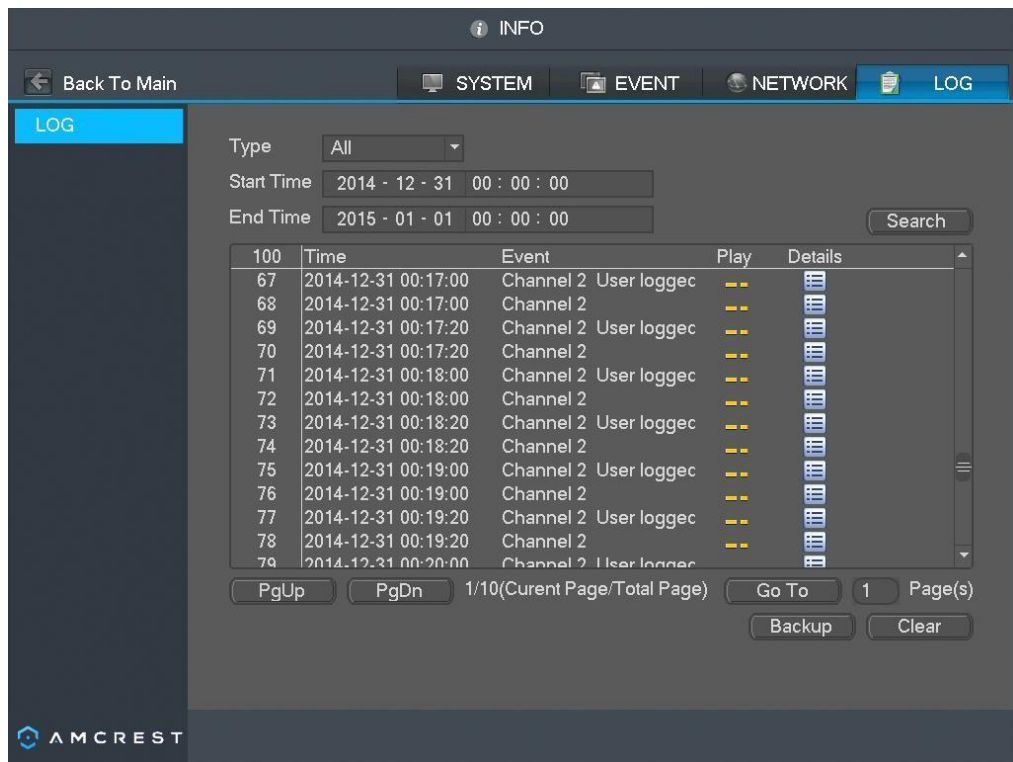 INFO
Back To Main SYSTEM EVENT NETWORK LOG
LOG
Type All
Start Time 2014 - 12 - 31 00 : 00 : 00
End Time 2015 - 01 - 01 00 : 00 : 00
Search
100 Time Event Play Details
67 2014-12-31 00:17:00 Channel 2 User loggec
68 2014-12-31 00:17:00 Channel 2
69 2014-12-31 00:17:20 Channel 2 User loggec
70 2014-12-31 00:17:20 Channel 2
71 2014-12-31 00:18:00 Channel 2 User loggec
72 2014-12-31 00:18:00 Channel 2
73 2014-12-31 00:18:20 Channel 2 User loggec
74 2014-12-31 00:18:20 Channel 2
75 2014-12-31 00:19:00 Channel 2 User loggec
76 2014-12-31 00:19:00 Channel 2
77 2014-12-31 00:19:20 Channel 2 User loggec
78 2014-12-31 00:19:20 Channel 2
79 2014-12-31 00:20:00 Channel 2 User loggec
PgUp PgDn 1/10(Curent Page/Total Page) Go To 1 Page(s)
Backup Clear
AMCREST